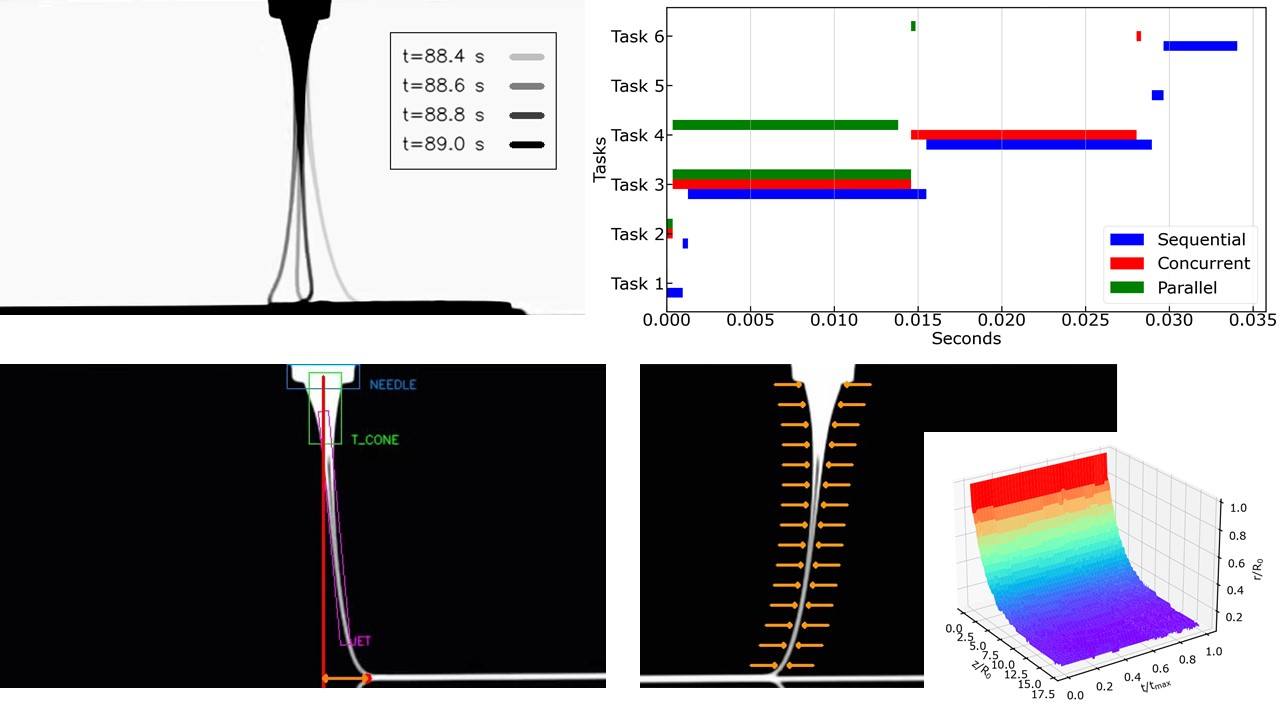 t=88.4 s
t=88.6 s
t=88.8 s
t=89.0 s
Tasks
Task 6
Task 5
Task 4
Task 3
Task 2
Task 1
Sequential
Concurrent
Parallel
0.000 0.005 0.010 0.015 0.020 0.025 0.030 0.035
Seconds
NEEDLE
T_CONE
JET
1.0
0.8
0.6
0.4
0.2
r/R₀
0.0
2.5
5.0
7.5
10.0
12.5
15.0
17.5
z/R₀
0.0
0.2
0.4
0.6
0.8
1.0
t/tmax